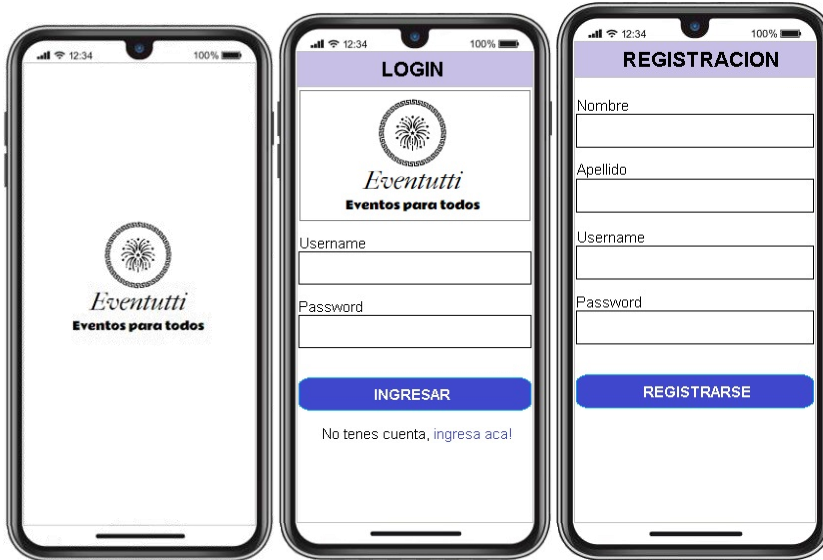 12:34 100%
Eventutti
Eventos para todos
12:34 100%
LOGIN
Eventutti
Eventos para todos
Username
Password
INGRESAR
No tenes cuenta, ingresa aca!
12:34 100%
REGISTRACION
Nombre
Apellido
Username
Password
REGISTRARSE